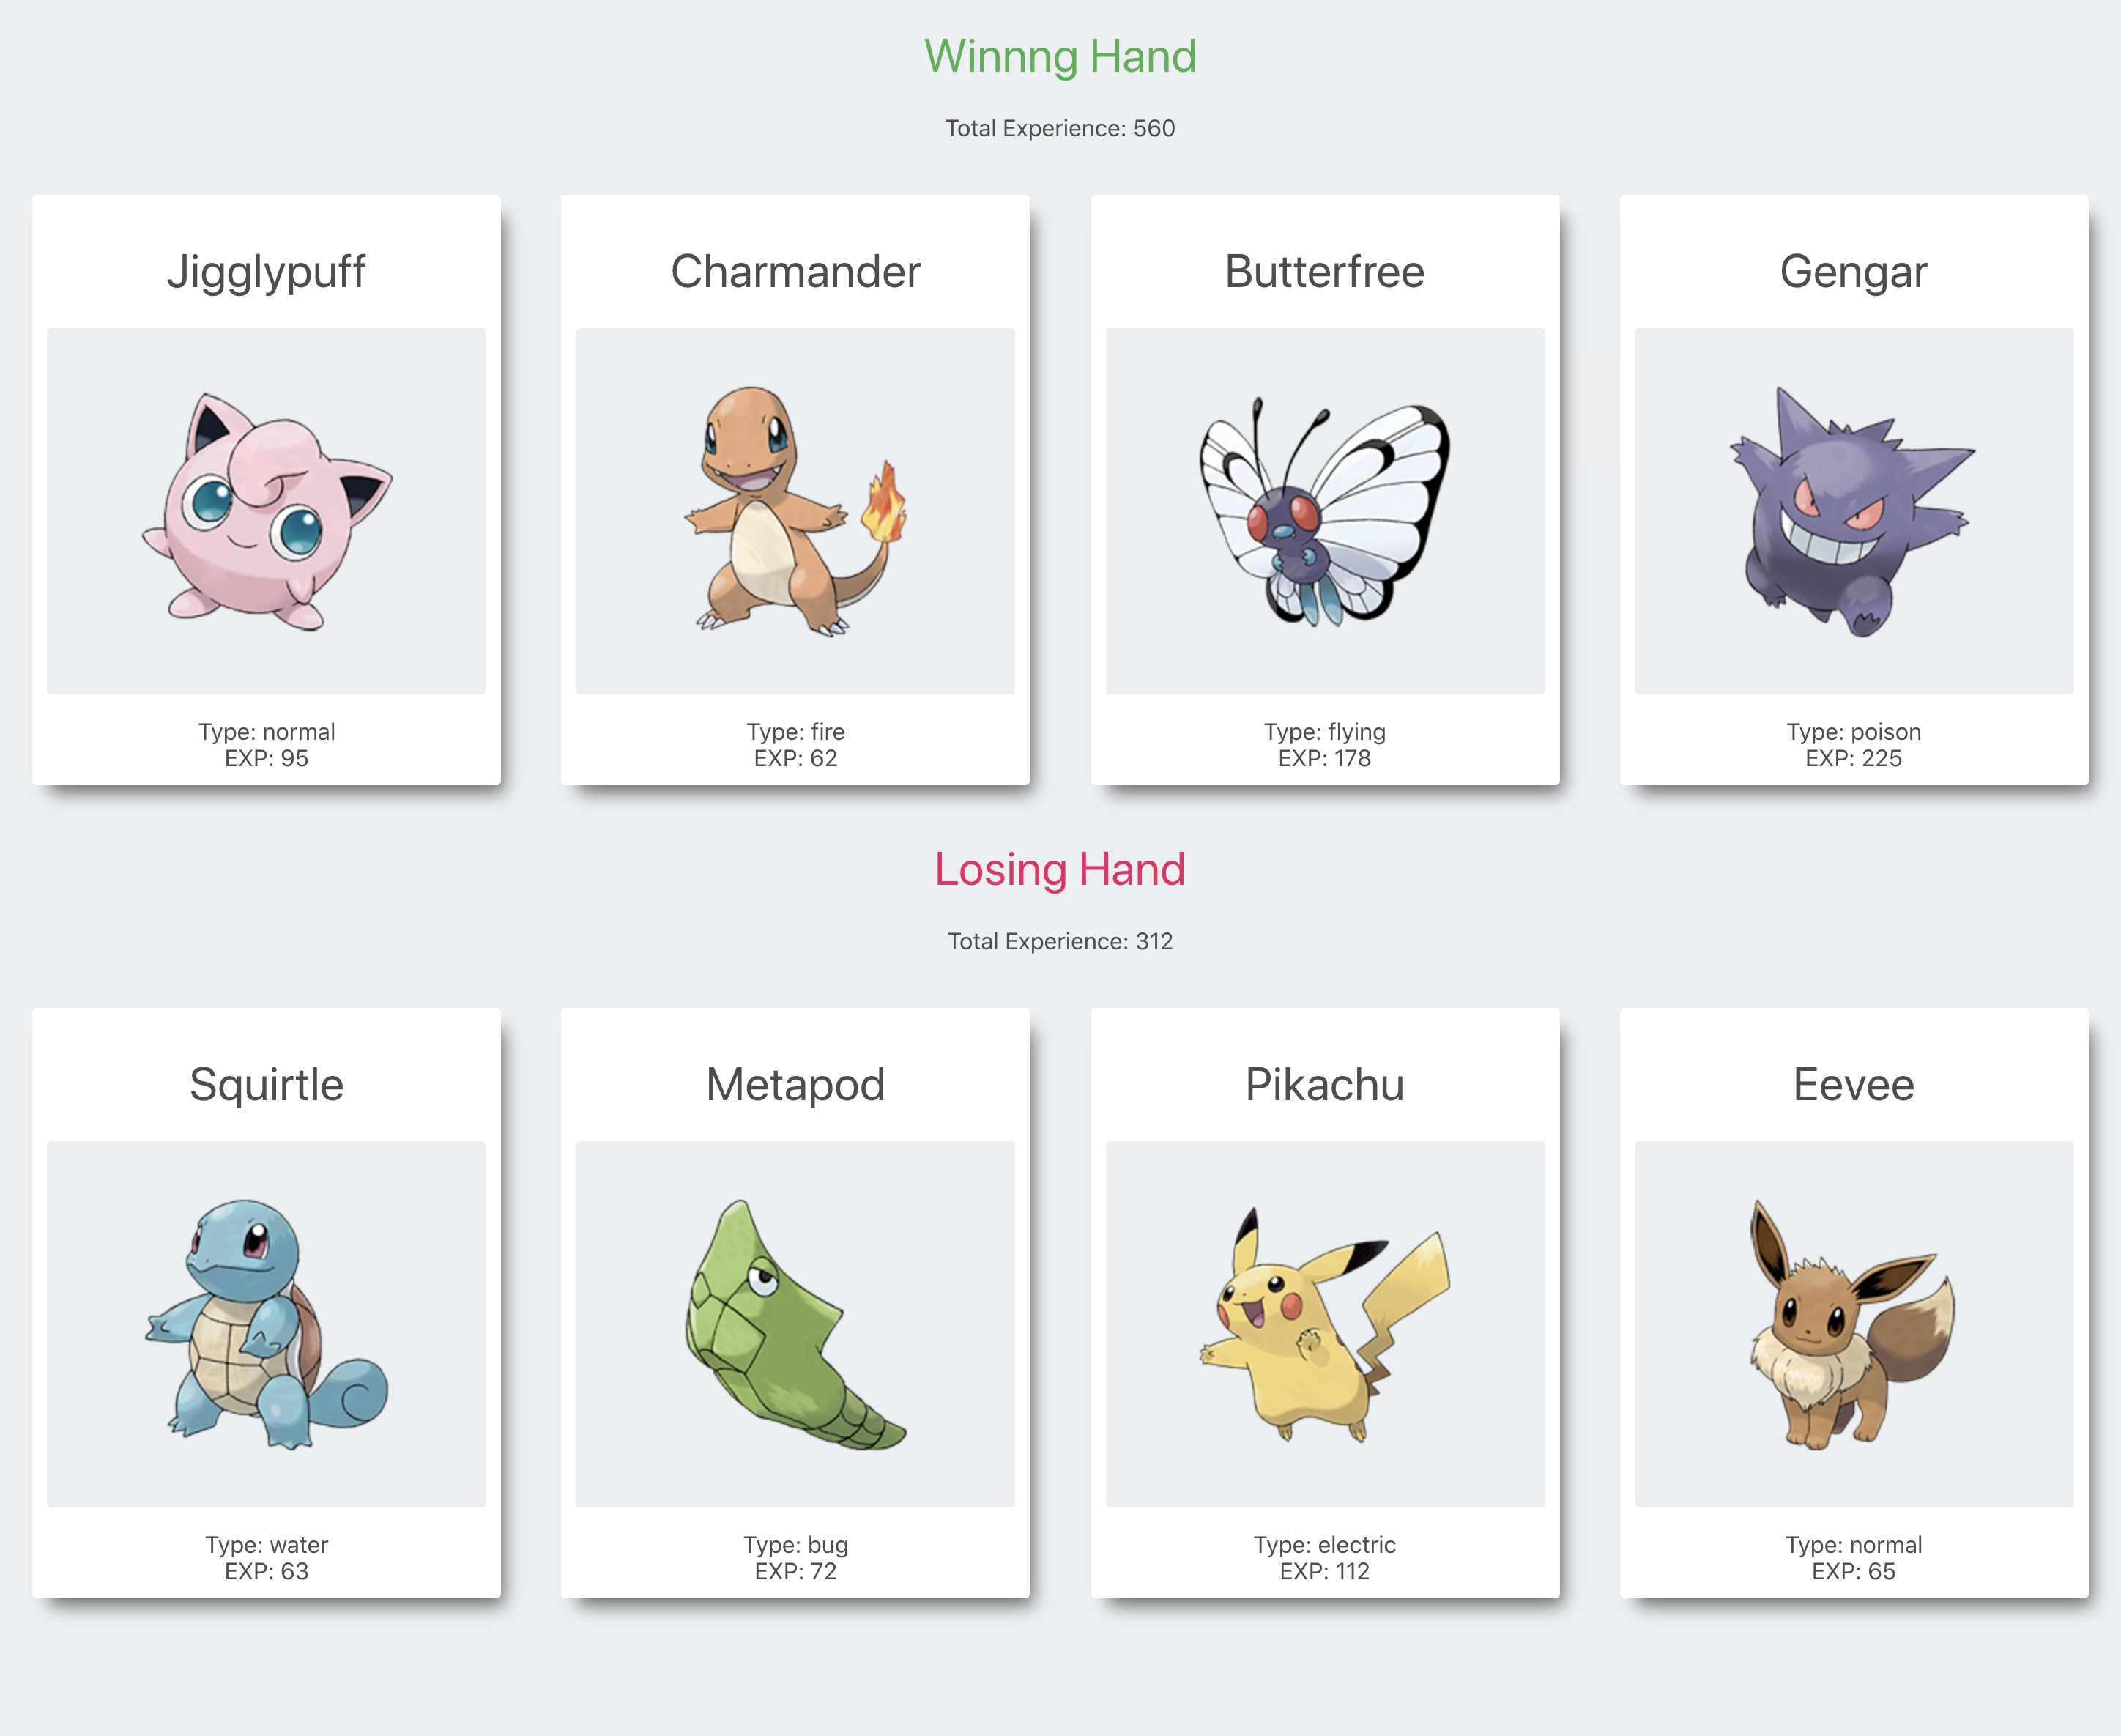 Winnng Hand
Total Experience: 560
Jigglypuff
Type: normal
EXP: 95
Charmander
Type: fire
EXP: 62
Butterfree
Type: flying
EXP: 178
Gengar
Type: poison
EXP: 225
Losing Hand
Total Experience: 312
Squirtle
Type: water
EXP: 63
Metapod
Type: bug
EXP: 72
Pikachu
Type: electric
EXP: 112
Eevee
Type: normal
EXP: 65